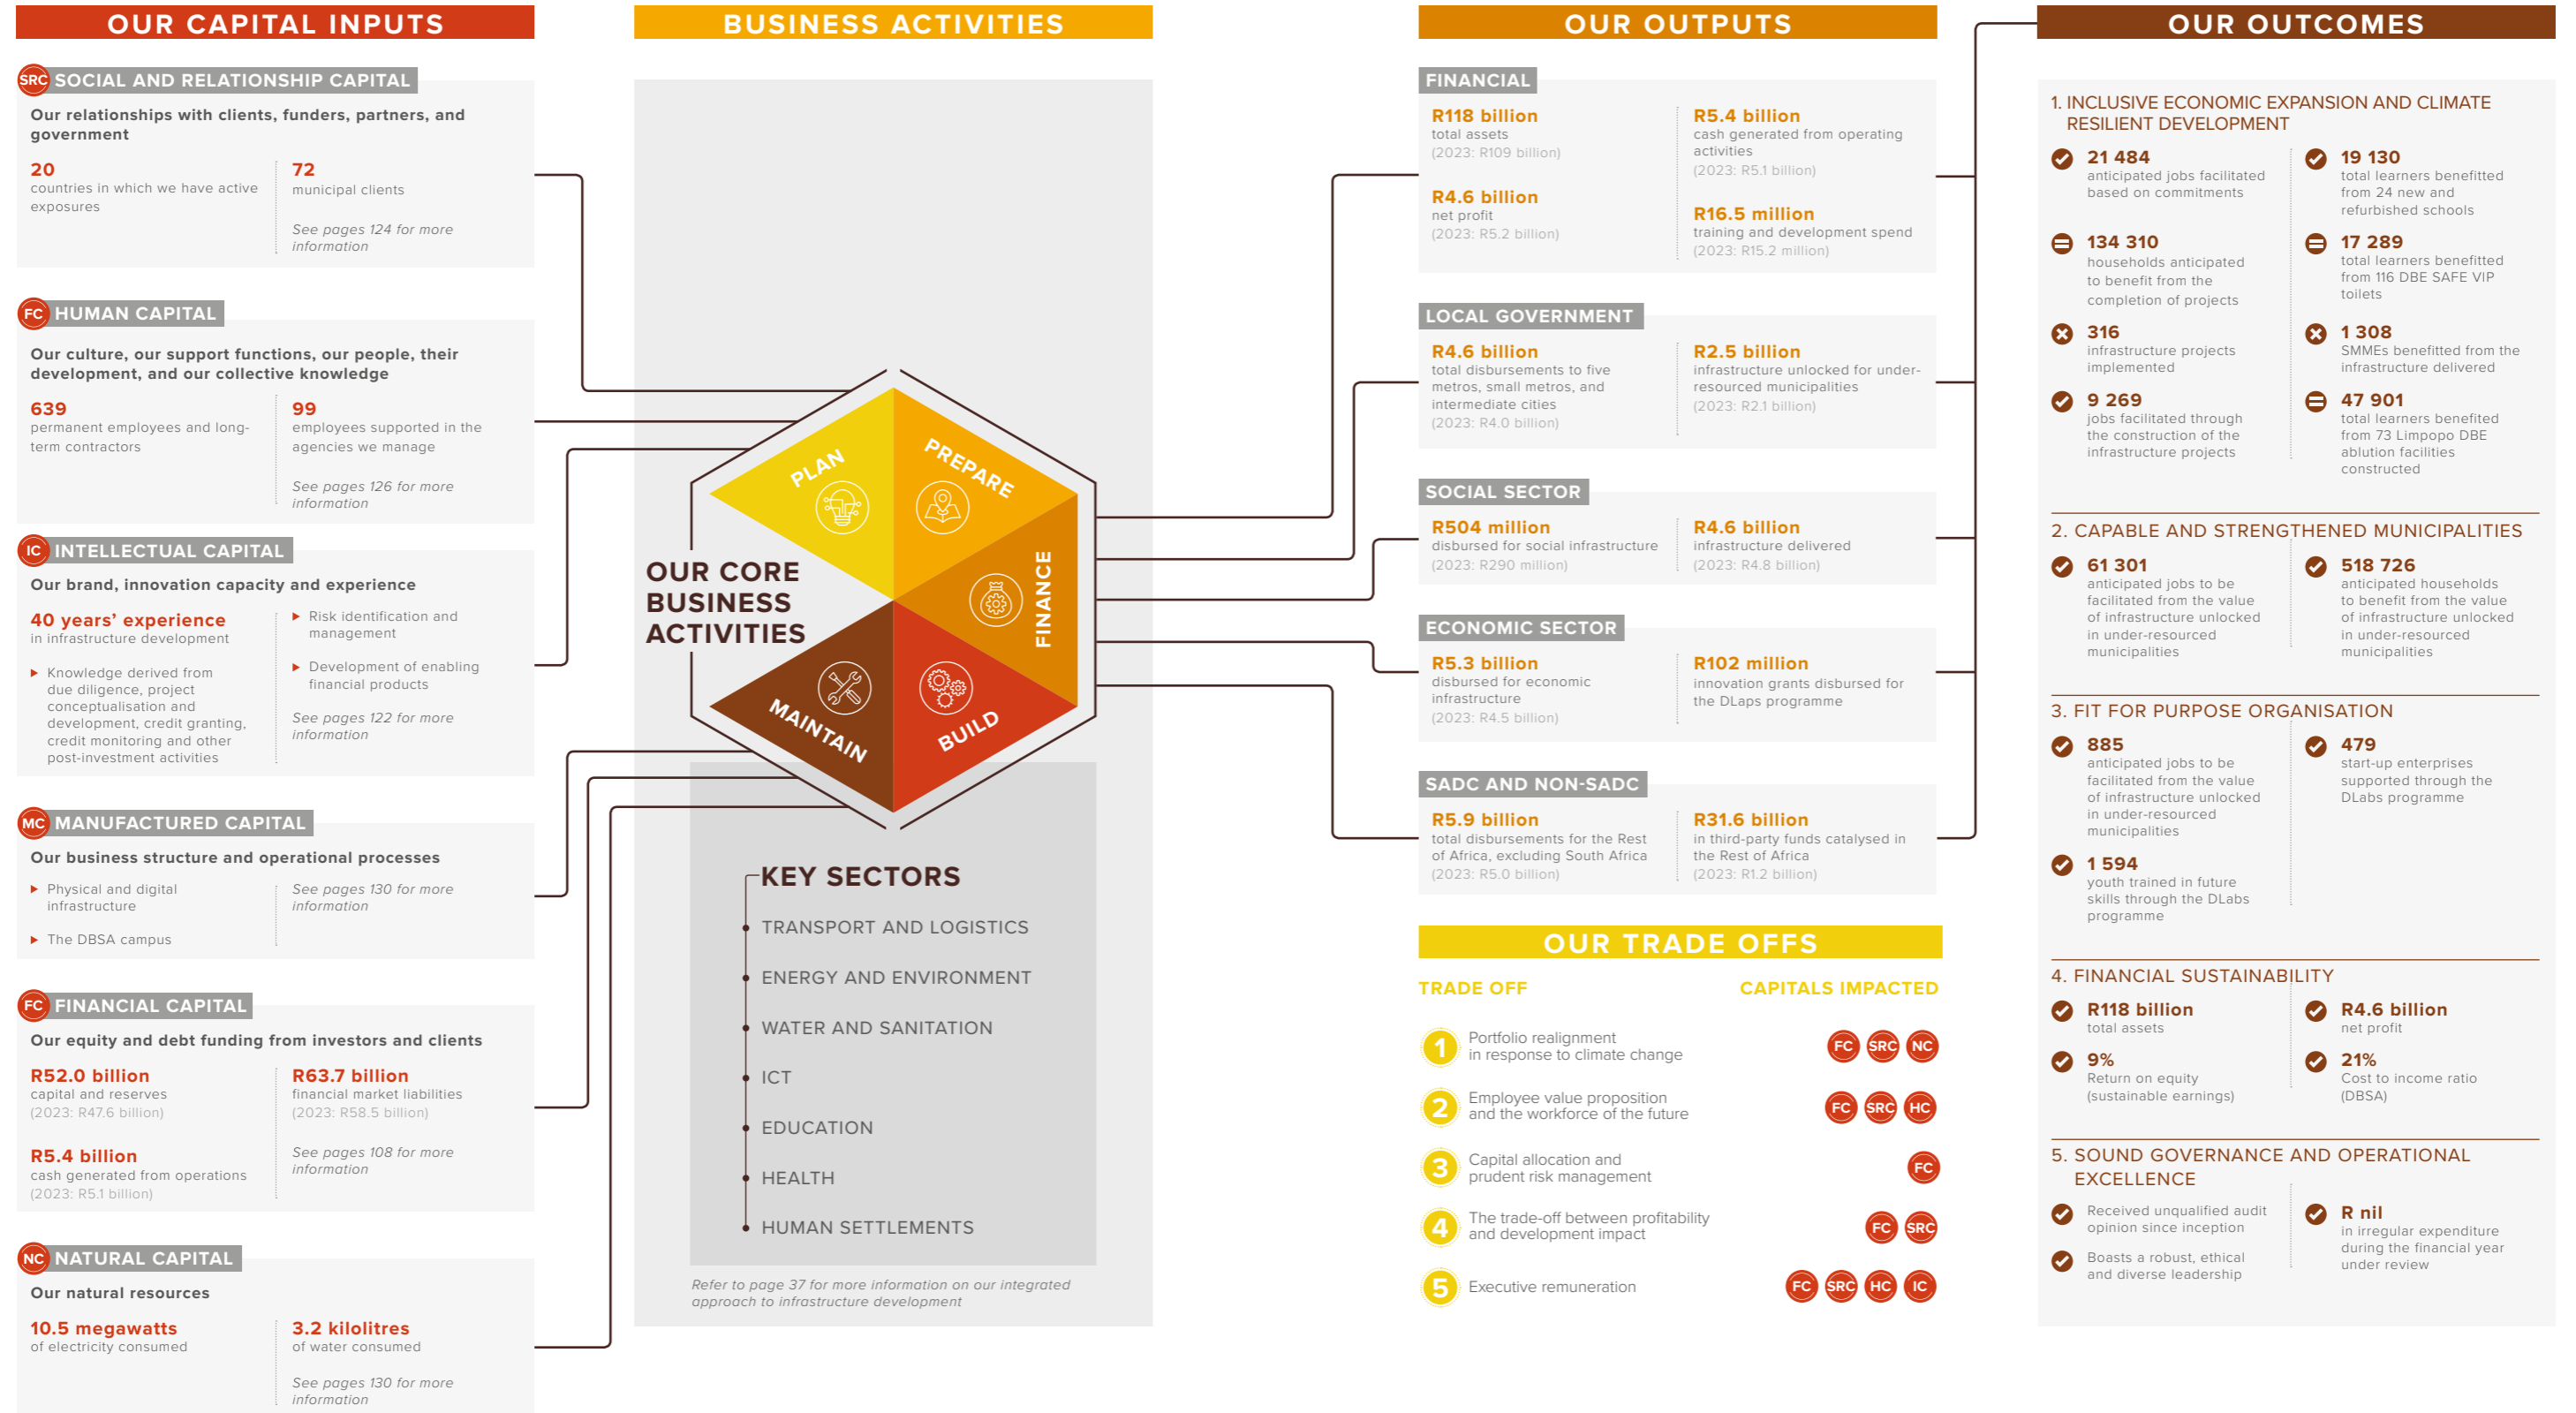 OUR CAPITAL INPUTS
SRC SOCIAL AND RELATIONSHIP CAPITAL
Our relationships with clients, funders, partners, and
government
20
countries in which we have active
exposures
72
municipal clients
See pages 124 for more
information
FC HUMAN CAPITAL
Our culture, our support functions, our people, their
development, and our collective knowledge
639
permanent employees and long-
term contractors
99
employees supported in the
agencies we manage
See pages 126 for more
information
IC INTELLECTUAL CAPITAL
Our brand, innovation capacity and experience
40 years’ experience
in infrastructure development
Knowledge derived from
due diligence, project
conceptualisation and
development, credit granting,
credit monitoring and other
post-investment activities
Risk identification and
management
Development of enabling
financial products
See pages 122 for more
information
MC MANUFACTURED CAPITAL
Our business structure and operational processes
Physical and digital
infrastructure
The DBSA campus
See pages 130 for more
information
FC FINANCIAL CAPITAL
Our equity and debt funding from investors and clients
R52.0 billion
capital and reserves
(2023: R47.6 billion)
R5.4 billion
cash generated from operations
(2023: R5.1 billion)
R63.7 billion
financial market liabilities
(2023: R58.5 billion)
See pages 108 for more
information
NC NATURAL CAPITAL
Our natural resources
10.5 megawatts
of electricity consumed
3.2 kilolitres
of water consumed
See pages 130 for more
information
BUSINESS ACTIVITIES
OUR CORE
BUSINESS
ACTIVITIES
PLAN
PREPARE
FINANCE
BUILD
MAINTAIN
KEY SECTORS
TRANSPORT AND LOGISTICS
ENERGY AND ENVIRONMENT
WATER AND SANITATION
ICT
EDUCATION
HEALTH
HUMAN SETTLEMENTS
Refer to page 37 for more information on our integrated
approach to infrastructure development
OUR OUTPUTS
FINANCIAL
R118 billion
total assets
(2023: R109 billion)
R4.6 billion
net profit
(2023: R5.2 billion)
R5.4 billion
cash generated from operating
activities
(2023: R5.1 billion)
R16.5 million
training and development spend
(2023: R15.2 million)
LOCAL GOVERNMENT
R4.6 billion
total disbursements to five
metros, small metros, and
intermediate cities
(2023: R4.0 billion)
R2.5 billion
infrastructure unlocked for under-
resourced municipalities
(2023: R2.1 billion)
SOCIAL SECTOR
R504 million
disbursed for social infrastructure
(2023: R290 million)
R4.6 billion
infrastructure delivered
(2023: R4.8 billion)
ECONOMIC SECTOR
R5.3 billion
disbursed for economic
infrastructure
(2023: R4.5 billion)
R102 million
innovation grants disbursed for
the DLaps programme
SADC AND NON-SADC
R5.9 billion
total disbursements for the Rest
of Africa, excluding South Africa
(2023: R5.0 billion)
R31.6 billion
in third-party funds catalysed in
the Rest of Africa
(2023: R1.2 billion)
OUR TRADE OFFS
TRADE OFF CAPITALS IMPACTED
1 Portfolio realignment
in response to climate change
FC SRC NC
2 Employee value proposition
and the workforce of the future
FC SRC HC
3 Capital allocation and
prudent risk management
FC
4 The trade-off between profitability
and development impact
FC SRC
5 Executive remuneration
FC SRC HC IC
OUR OUTCOMES
1. INCLUSIVE ECONOMIC EXPANSION AND CLIMATE
RESILIENT DEVELOPMENT
21 484
anticipated jobs facilitated
based on commitments
19 130
total learners benefitted
from 24 new and
refurbished schools
134 310
households anticipated
to benefit from the
completion of projects
17 289
total learners benefitted
from 116 DBE SAFE VIP
toilets
316
infrastructure projects
implemented
1 308
SMMEs benefitted from the
infrastructure delivered
9 269
jobs facilitated through
the construction of the
infrastructure projects
47 901
total learners benefited
from 73 Limpopo DBE
ablution facilities
constructed
2. CAPABLE AND STRENGTHENED MUNICIPALITIES
61 301
anticipated jobs to be
facilitated from the value
of infrastructure unlocked
in under-resourced
municipalities
518 726
anticipated households
to benefit from the value
of infrastructure unlocked
in under-resourced
municipalities
3. FIT FOR PURPOSE ORGANISATION
885
anticipated jobs to be
facilitated from the value
of infrastructure unlocked
in under-resourced
municipalities
479
start-up enterprises
supported through the
DLabs programme
1 594
youth trained in future
skills through the DLabs
programme
4. FINANCIAL SUSTAINABILITY
R118 billion
total assets
R4.6 billion
net profit
9%
Return on equity
(sustainable earnings)
21%
Cost to income ratio
(DBSA)
5. SOUND GOVERNANCE AND OPERATIONAL
EXCELLENCE
Received unqualified audit
opinion since inception
Boasts a robust, ethical
and diverse leadership
R nil
in irregular expenditure
during the financial year
under review